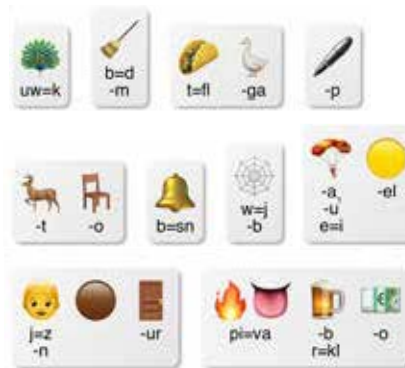 uw=k
b=d
-m
t=fl -ga
-p
-t -o
b=sn
w=j
-b
-a, -el
-u
e=i
j=z -ur
-n
pi=va -b -o
r=kl